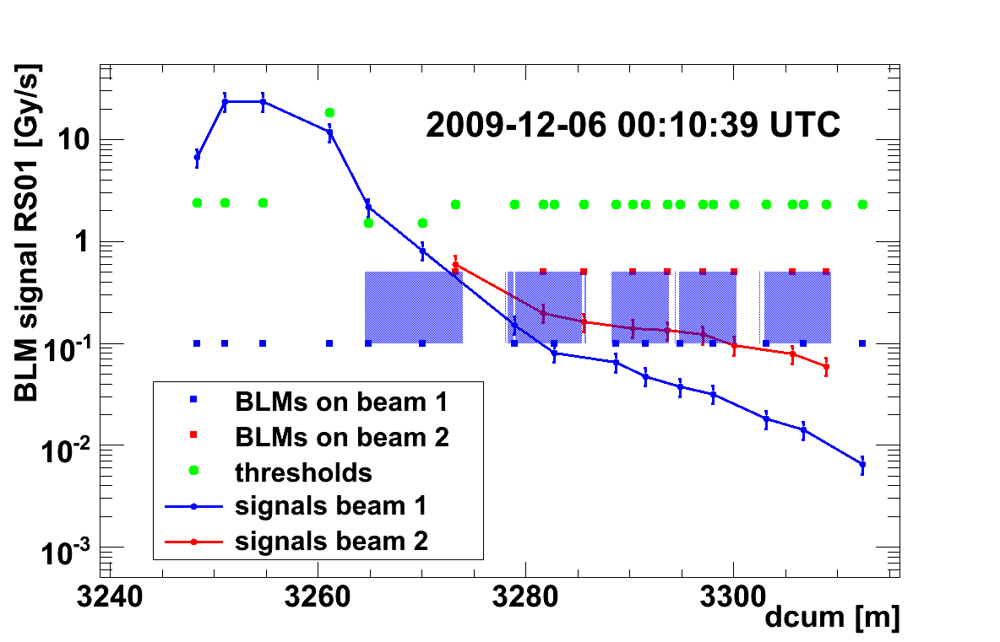 BLM signal RS01 [Gy/s]
2009-12-06 00:10:39 UTC
10
1
10⁻¹
10⁻²
10⁻³
BLMs on beam 1
BLMs on beam 2
thresholds
signals beam 1
signals beam 2
3240 3260 3280 3300
dcum [m]